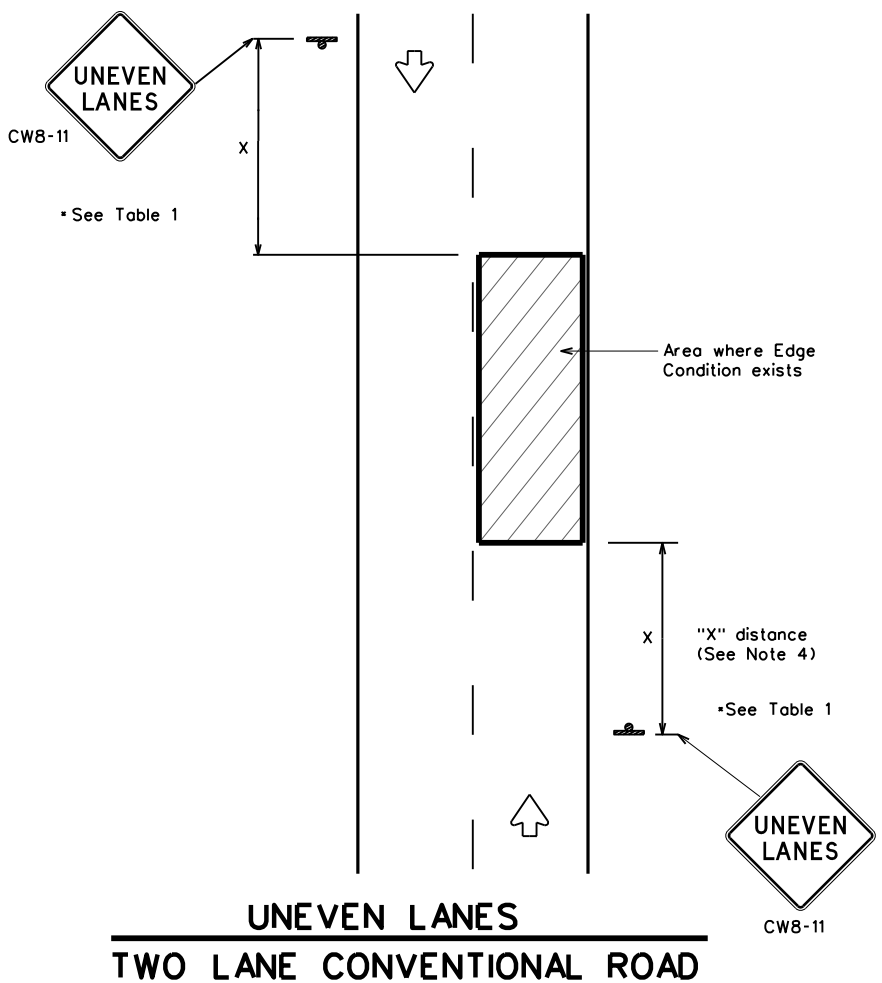 UNEVEN
LANES
CW8-11
X
*See Table 1
Area where Edge
Condition exists
X
"X" distance
(See Note 4)
*See Table 1
UNEVEN
LANES
CW8-11
UNEVEN LANES
TWO LANE CONVENTIONAL ROAD